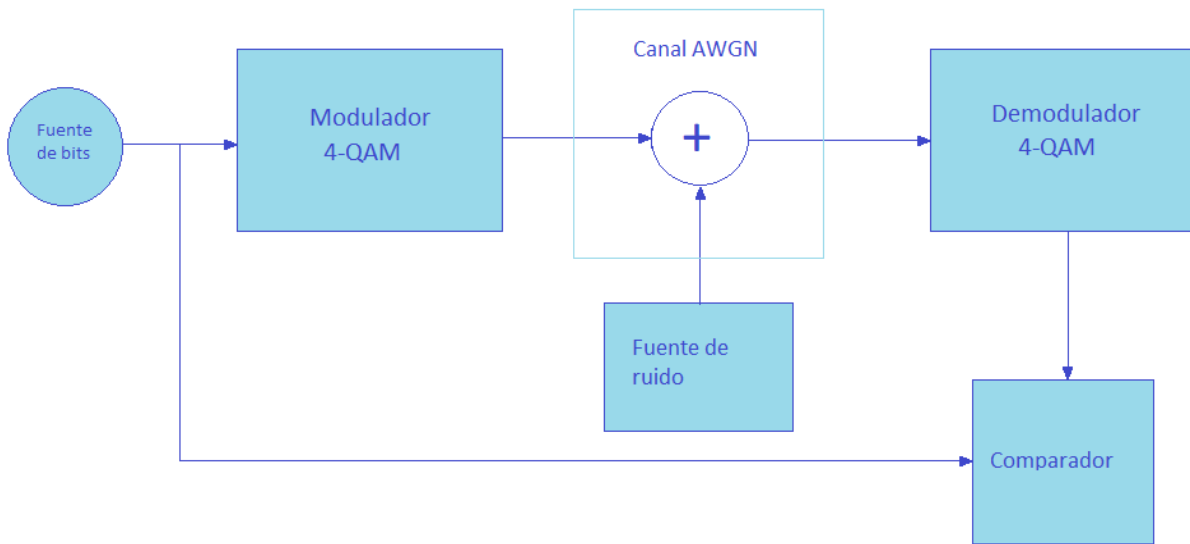 Fuente
de bits
Modulador
4-QAM
Canal AWGN
+
Demodulador
4-QAM
Fuente de
ruido
Comparador